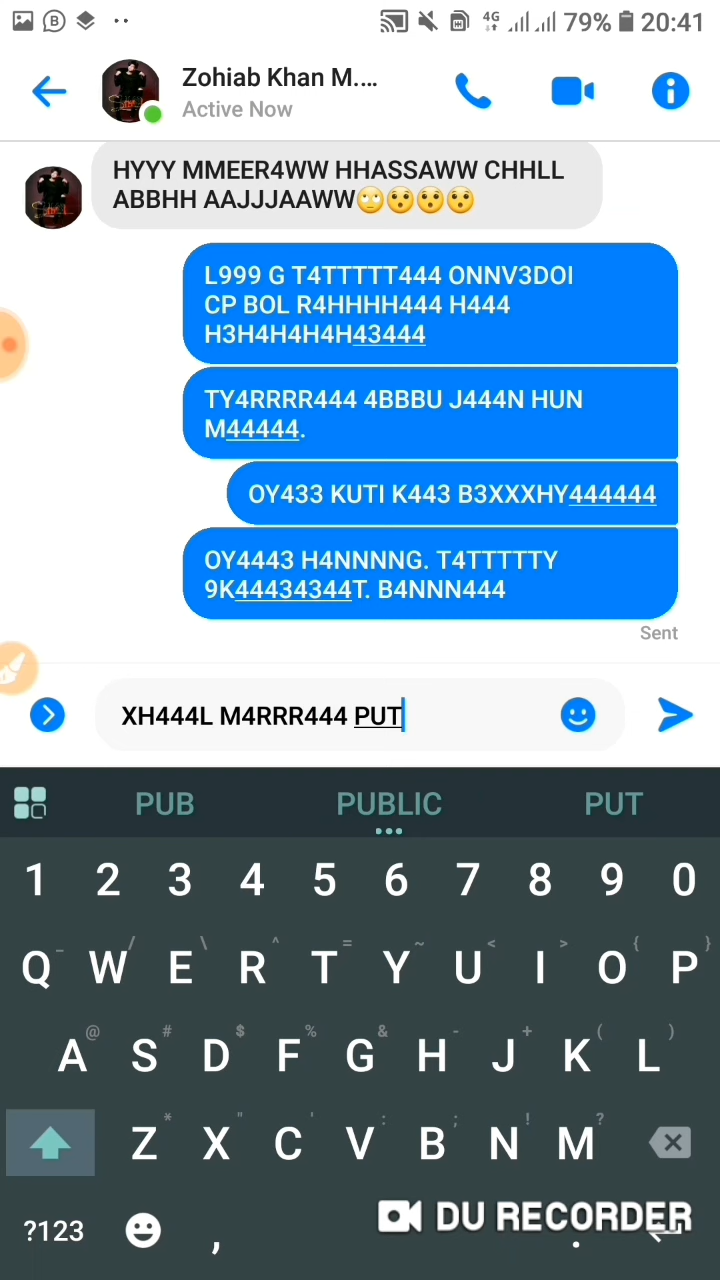 79% 20:41
4G
Zohiab Khan M....
Active Now
HYYY MMEER4WW HHASSAWW CHHLL
ABBHH AAJJJAAWW🙄😯😯😯
L999 G T4TTTTT444 ONNV3DOI
CP BOL R4HHHH444 H444
H3H4H4H4H43444
TY4RRRR444 4BBBU J444N HUN
M44444.
OY433 KUTI K443 B3XXXHY444444
OY4443 H4NNNNG. T4TTTTTY
9K44434344T. B4NNN444
Sent
XH444L M4RRR444 PUT
PUB PUBLIC PUT
1 2 3 4 5 6 7 8 9 0
_ / \ ^ = ~ < > { }
Q W E R T Y U I O P
@ # $ % & - + ( )
A S D F G H J K L
* " ' : ; ! ?
Z X C V B N M
?123 , .
DU RECORDER